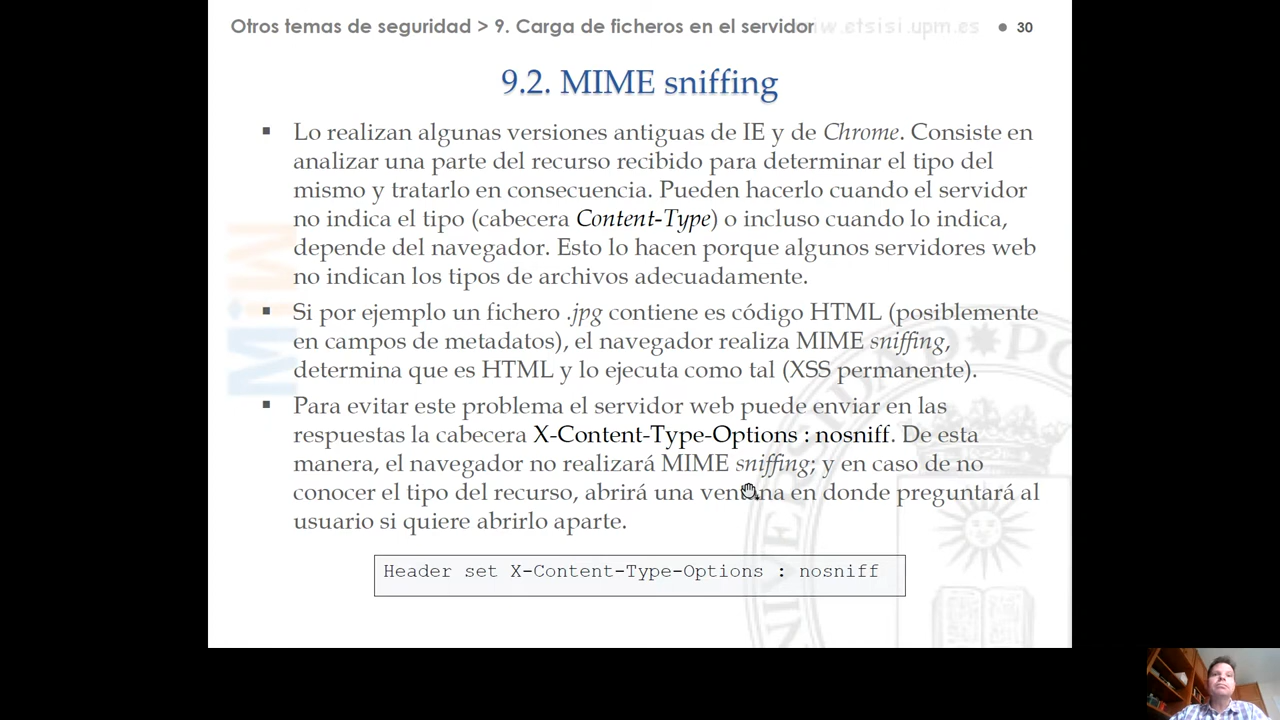 Otros temas de seguridad > 9. Carga de ficheros en el servidor
www.etsisi.upm.es
30
9.2. MIME sniffing
Lo realizan algunas versiones antiguas de IE y de Chrome. Consiste en
analizar una parte del recurso recibido para determinar el tipo del
mismo y tratarlo en consecuencia. Pueden hacerlo cuando el servidor
no indica el tipo (cabecera Content-Type) o incluso cuando lo indica,
depende del navegador. Esto lo hacen porque algunos servidores web
no indican los tipos de archivos adecuadamente.
Si por ejemplo un fichero .jpg contiene es código HTML (posiblemente
en campos de metadatos), el navegador realiza MIME sniffing,
determina que es HTML y lo ejecuta como tal (XSS permanente).
Para evitar este problema el servidor web puede enviar en las
respuestas la cabecera X-Content-Type-Options : nosniff. De esta
manera, el navegador no realizará MIME sniffing; y en caso de no
conocer el tipo del recurso, abrirá una ventana en donde preguntará al
usuario si quiere abrirlo aparte.
Header set X-Content-Type-Options : nosniff
MiW